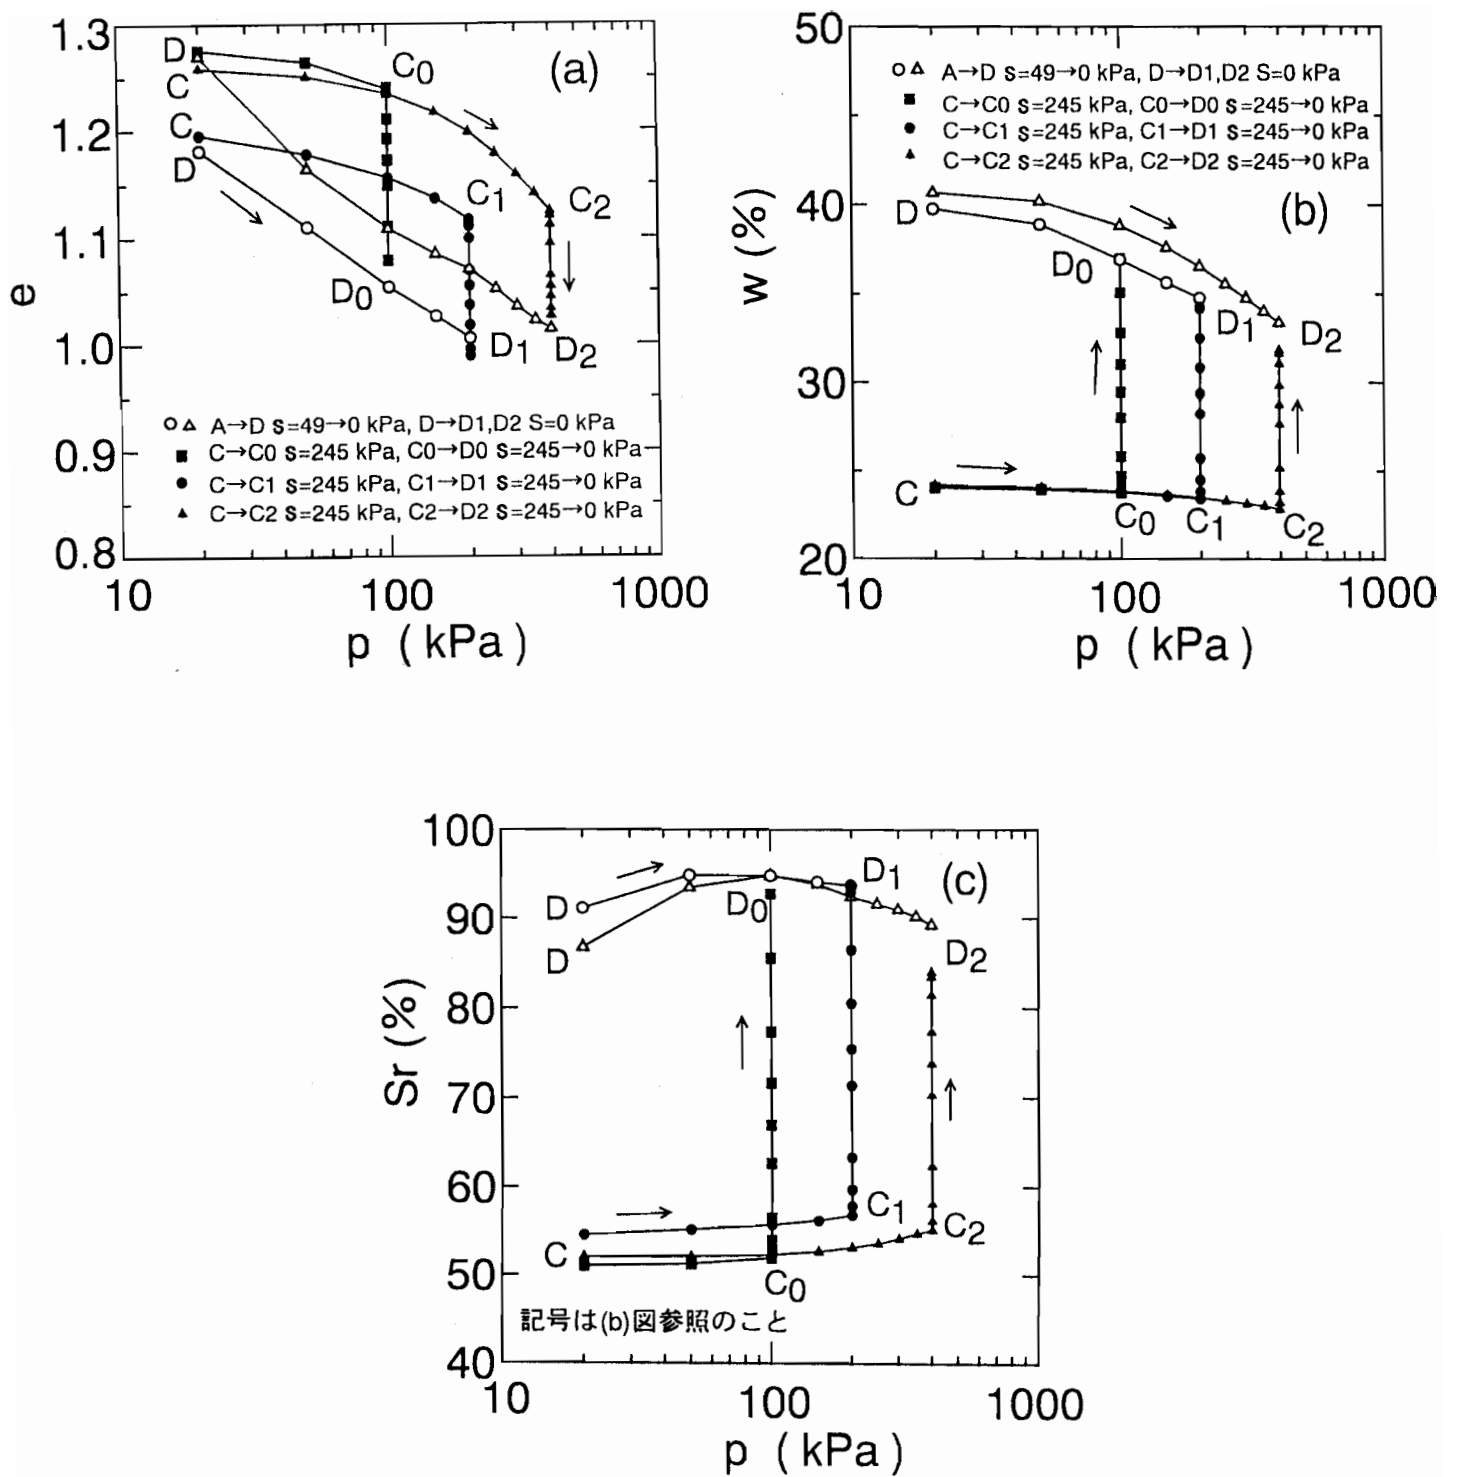 1.3
1.2
1.1
1.0
0.9
0.8
e
D
C
C
D
C0
C1
C2
D0
D1
D2
(a)
A→D s=49→0 kPa, D→D1,D2 S=0 kPa
C→C0 s=245 kPa, C0→D0 s=245→0 kPa
C→C1 s=245 kPa, C1→D1 s=245→0 kPa
C→C2 s=245 kPa, C2→D2 s=245→0 kPa
10 100 1000
p (kPa)
50
40
30
20
w (%)
A→D s=49→0 kPa, D→D1,D2 S=0 kPa
C→C0 s=245 kPa, C0→D0 s=245→0 kPa
C→C1 s=245 kPa, C1→D1 s=245→0 kPa
C→C2 s=245 kPa, C2→D2 s=245→0 kPa
(b)
D
D0
D1
D2
C
C0
C1
C2
10 100 1000
p (kPa)
100
90
80
70
60
50
40
Sr (%)
D
D
D0
D1
(c)
D2
C
C0
C1
C2
記号は(b)図参照のこと
10 100 1000
p (kPa)